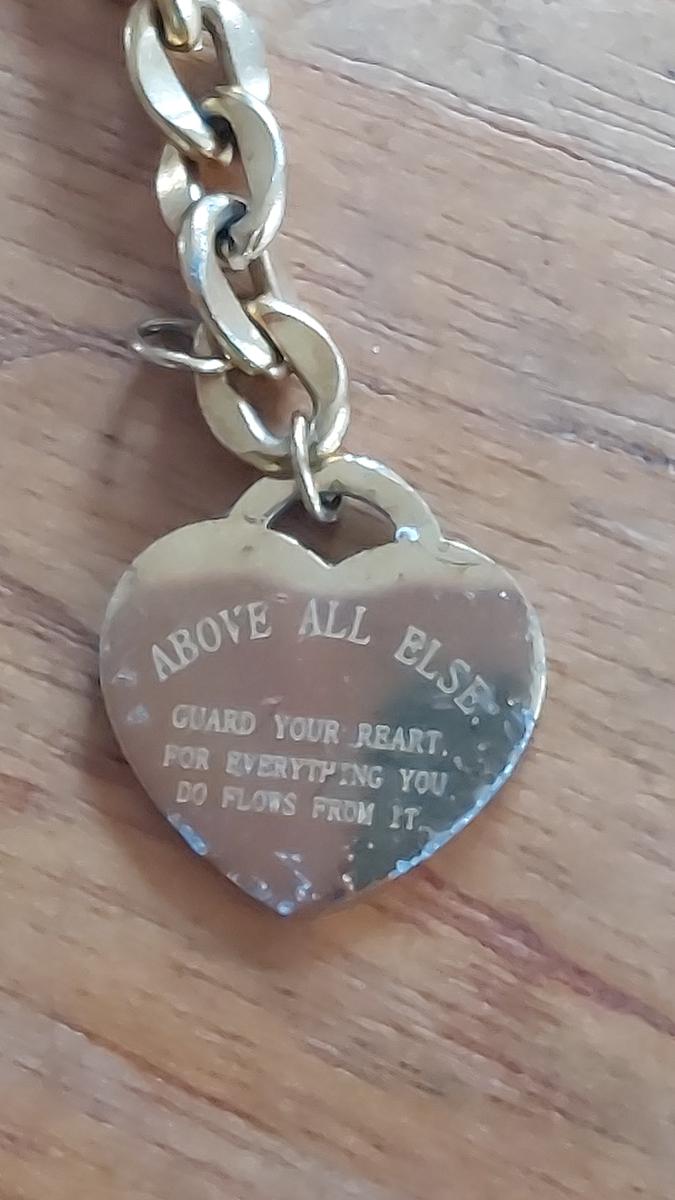 ABOVE ALL ELSE.
GUARD YOUR HEART.
FOR EVERYTHING YOU
DO FLOWS FROM IT.